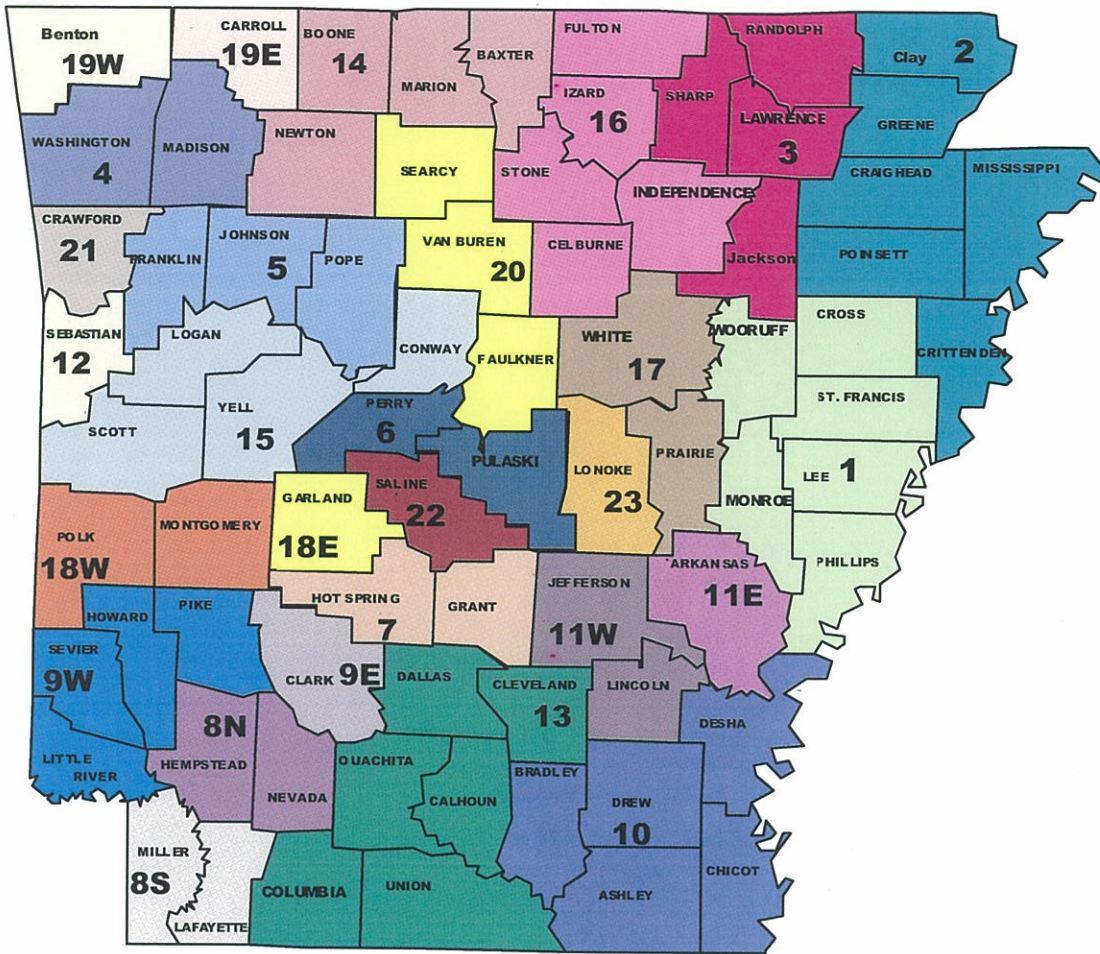 Benton
19W
CARROLL
19E
BOONE
14
MARION
BAXTER
FULTON
RANDOLPH
Clay 2
IZARD
16
SHARP
LAWRENCE
3
GREENE
WASHINGTON
4
MADISON
NEWTON
SEARCY
STONE
INDEPENDENCE
CRAIGHEAD
MISSISSIPPI
CRAWFORD
21
FRANKLIN
JOHNSON
5
POPE
VAN BUREN
20
CELBURNE
Jackson
POINSETT
SEBASTIAN
12
LOGAN
CONWAY
FAULKNER
WHITE
17
WOORUFF
CROSS
CRITTENDEN
SCOTT
YELL
15
PERRY
6
PULASKI
LONOKE
23
PRAIRIE
ST. FRANCIS
LEE 1
MONROE
PHILLIPS
POLK
18W
MONTGOMERY
GARLAND
18E
SALINE
22
HOT SPRING
7
GRANT
JEFFERSON
11W
ARKANSAS
11E
HOWARD
PIKE
SEVIER
9W
CLARK 9E
DALLAS
CLEVELAND
13
LINCOLN
DESHA
LITTLE
RIVER
8N
HEMPSTEAD
NEVADA
OUACHITA
CALHOUN
BRADLEY
DREW
10
CHICOT
MILLER
8S
LAFAYETTE
COLUMBIA
UNION
ASHLEY